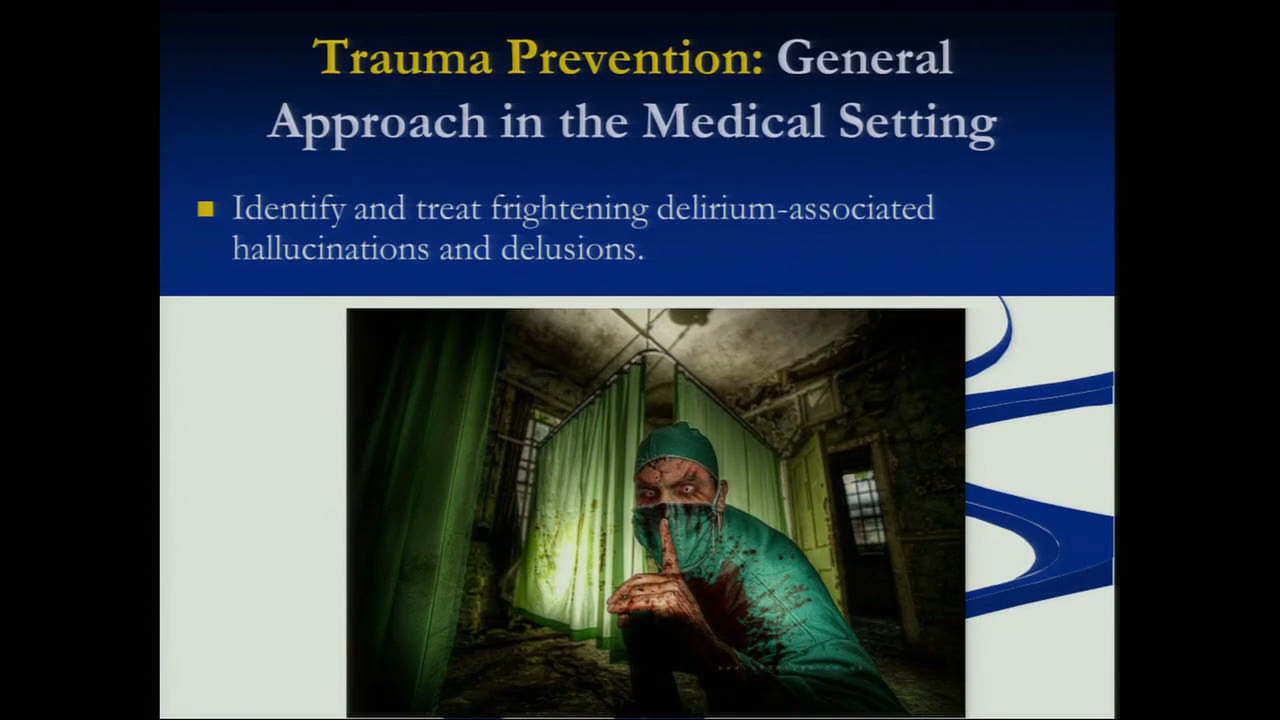 Trauma Prevention: General
Approach in the Medical Setting
Identify and treat frightening delirium-associated
hallucinations and delusions.